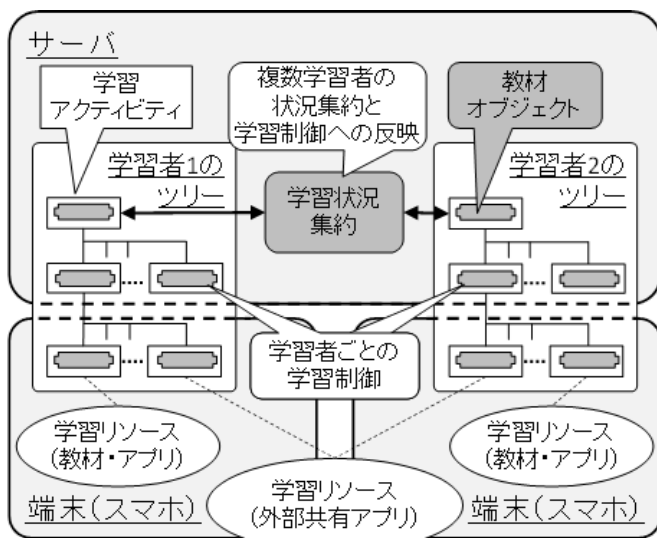 サーバ
学習
アクティビティ
複数学習者の
状況集約と
学習制御への反映
教材
オブジェクト
学習者1の
ツリー
学習状況
集約
学習者2の
ツリー
学習者ごとの
学習制御
学習リソース
(教材・アプリ)
学習リソース
(教材・アプリ)
学習リソース
(外部共有アプリ)
端末(スマホ)
端末(スマホ)